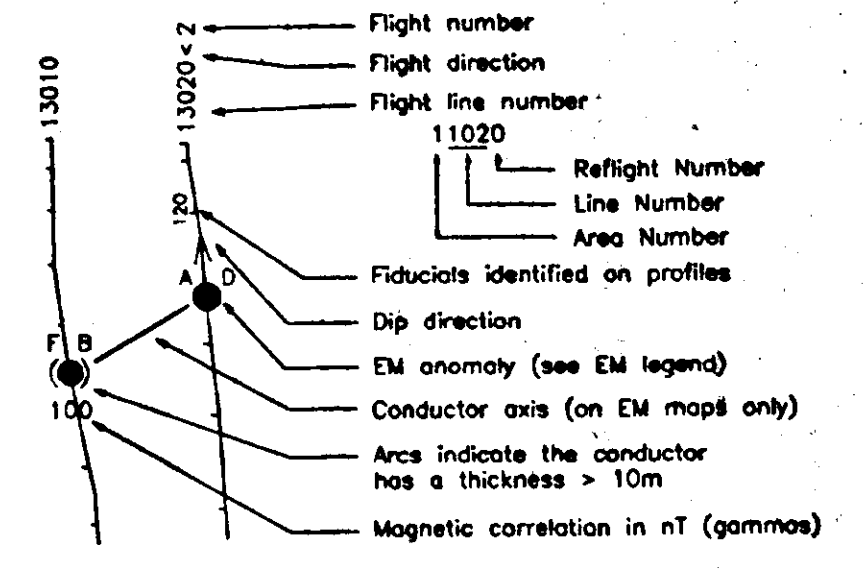 13010
13020 < 2
Flight number
Flight direction
Flight line number
11020
Reflight Number
Line Number
Area Number
120
Fiducials identified on profiles
A D
Dip direction
F B
EM anomaly (see EM legend)
100
Conductor axis (on EM maps only)
Arcs indicate the conductor
has a thickness > 10m
Magnetic correlation in nT (gammas)